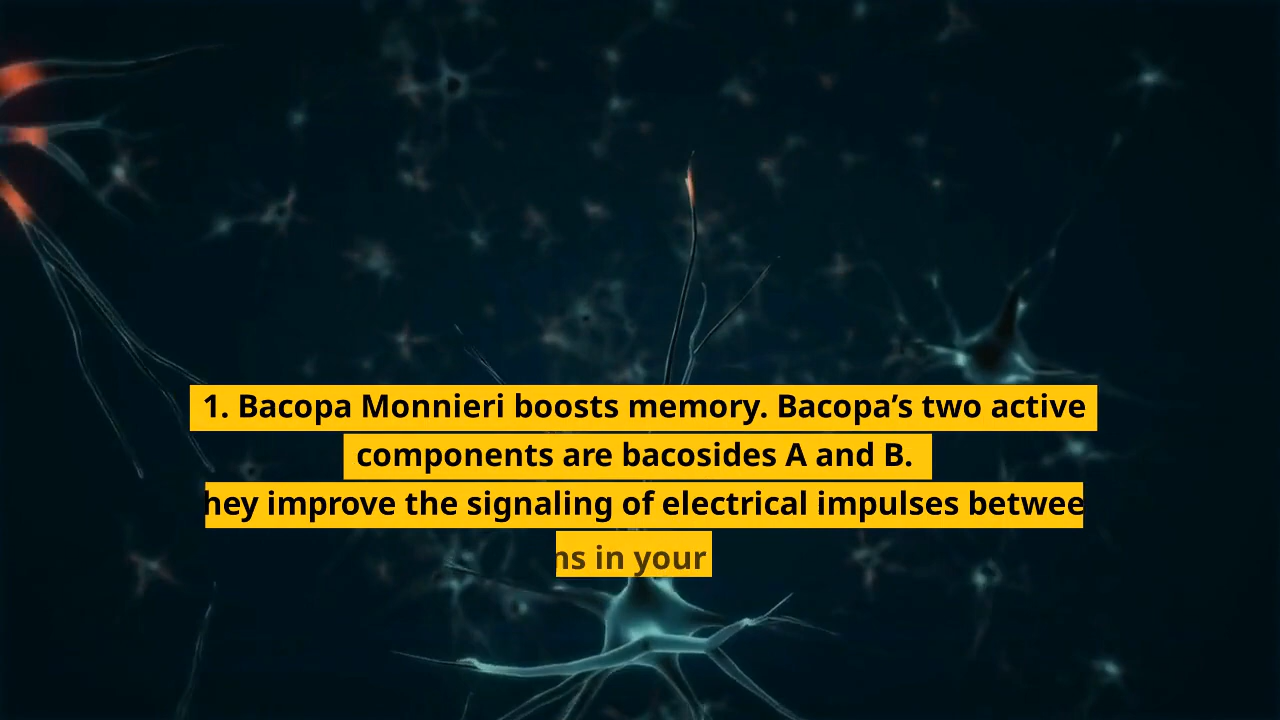 1. Bacopa Monnieri boosts memory. Bacopa’s two active
components are bacosides A and B.
hey improve the signaling of electrical impulses betwee
ns in your